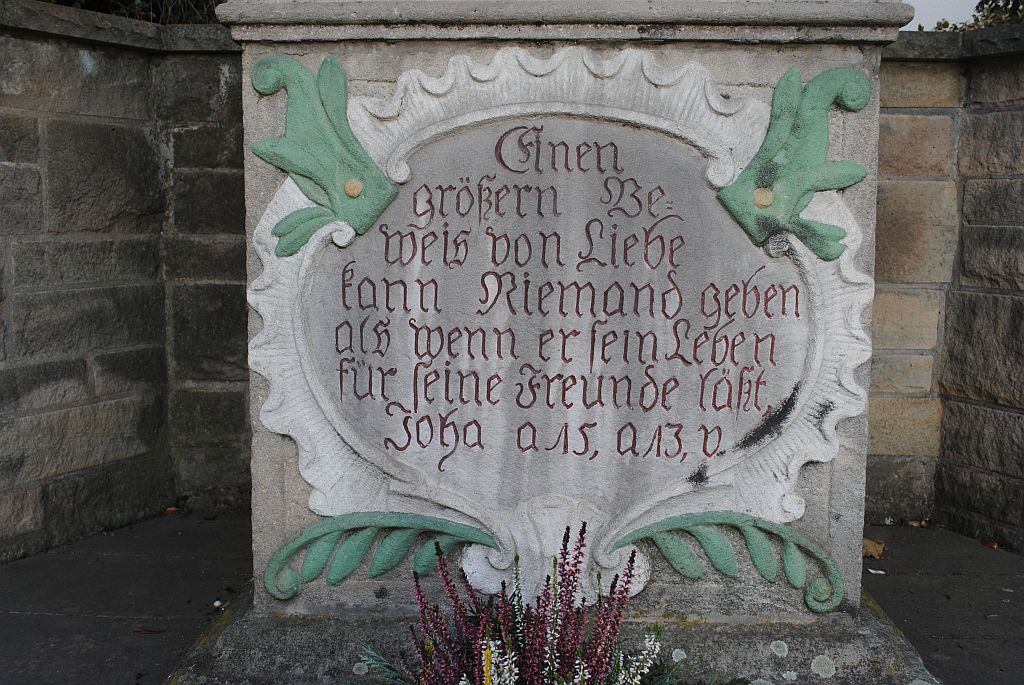 Einen
größern Be=
weis von Liebe
kann Niemand geben
als wenn er sein Leben
für seine Freunde läßt.
Joha a 15, a 13, v.